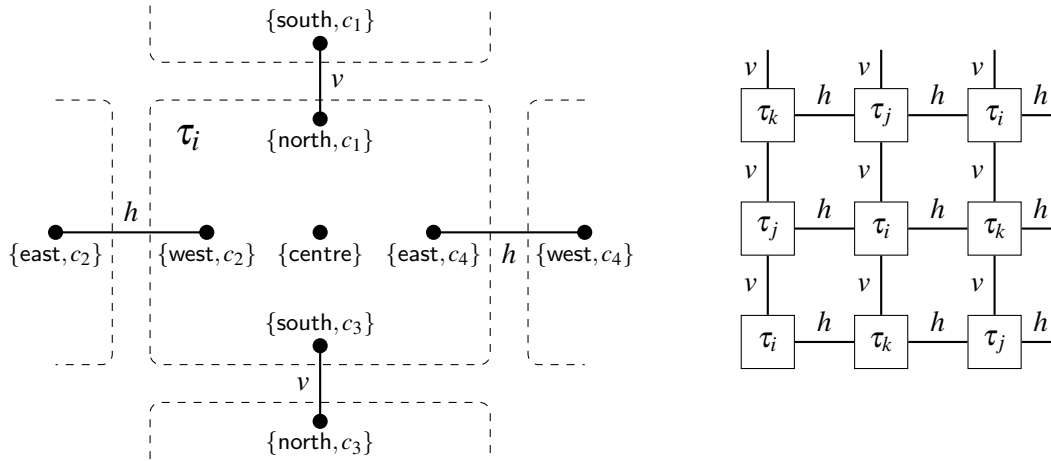 {south, c₁}
v
{north, c₁}
τᵢ
h
{east, c₂} {west, c₂} {centre} {east, c₄} h {west, c₄}
{south, c₃}
v
{north, c₃}
v v v
τₖ h τⱼ h τᵢ h
v v v
τⱼ h τᵢ h τₖ h
v v v
τᵢ h τₖ h τⱼ h